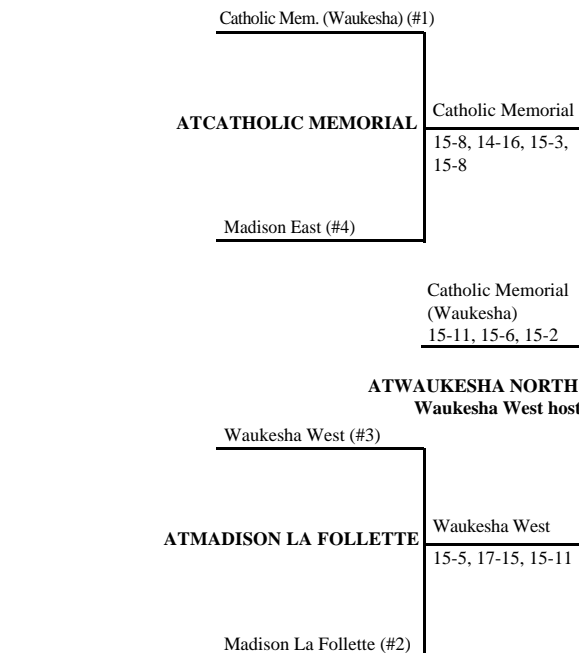 Catholic Mem. (Waukesha) (#1)
ATCATHOLIC MEMORIAL
Catholic Memorial
15-8, 14-16, 15-3,
15-8
Madison East (#4)
Catholic Memorial
(Waukesha)
15-11, 15-6, 15-2
ATWAUKESHA NORTH
Waukesha West host
Waukesha West (#3)
ATMADISON LA FOLLETTE
Waukesha West
15-5, 17-15, 15-11
Madison La Follette (#2)